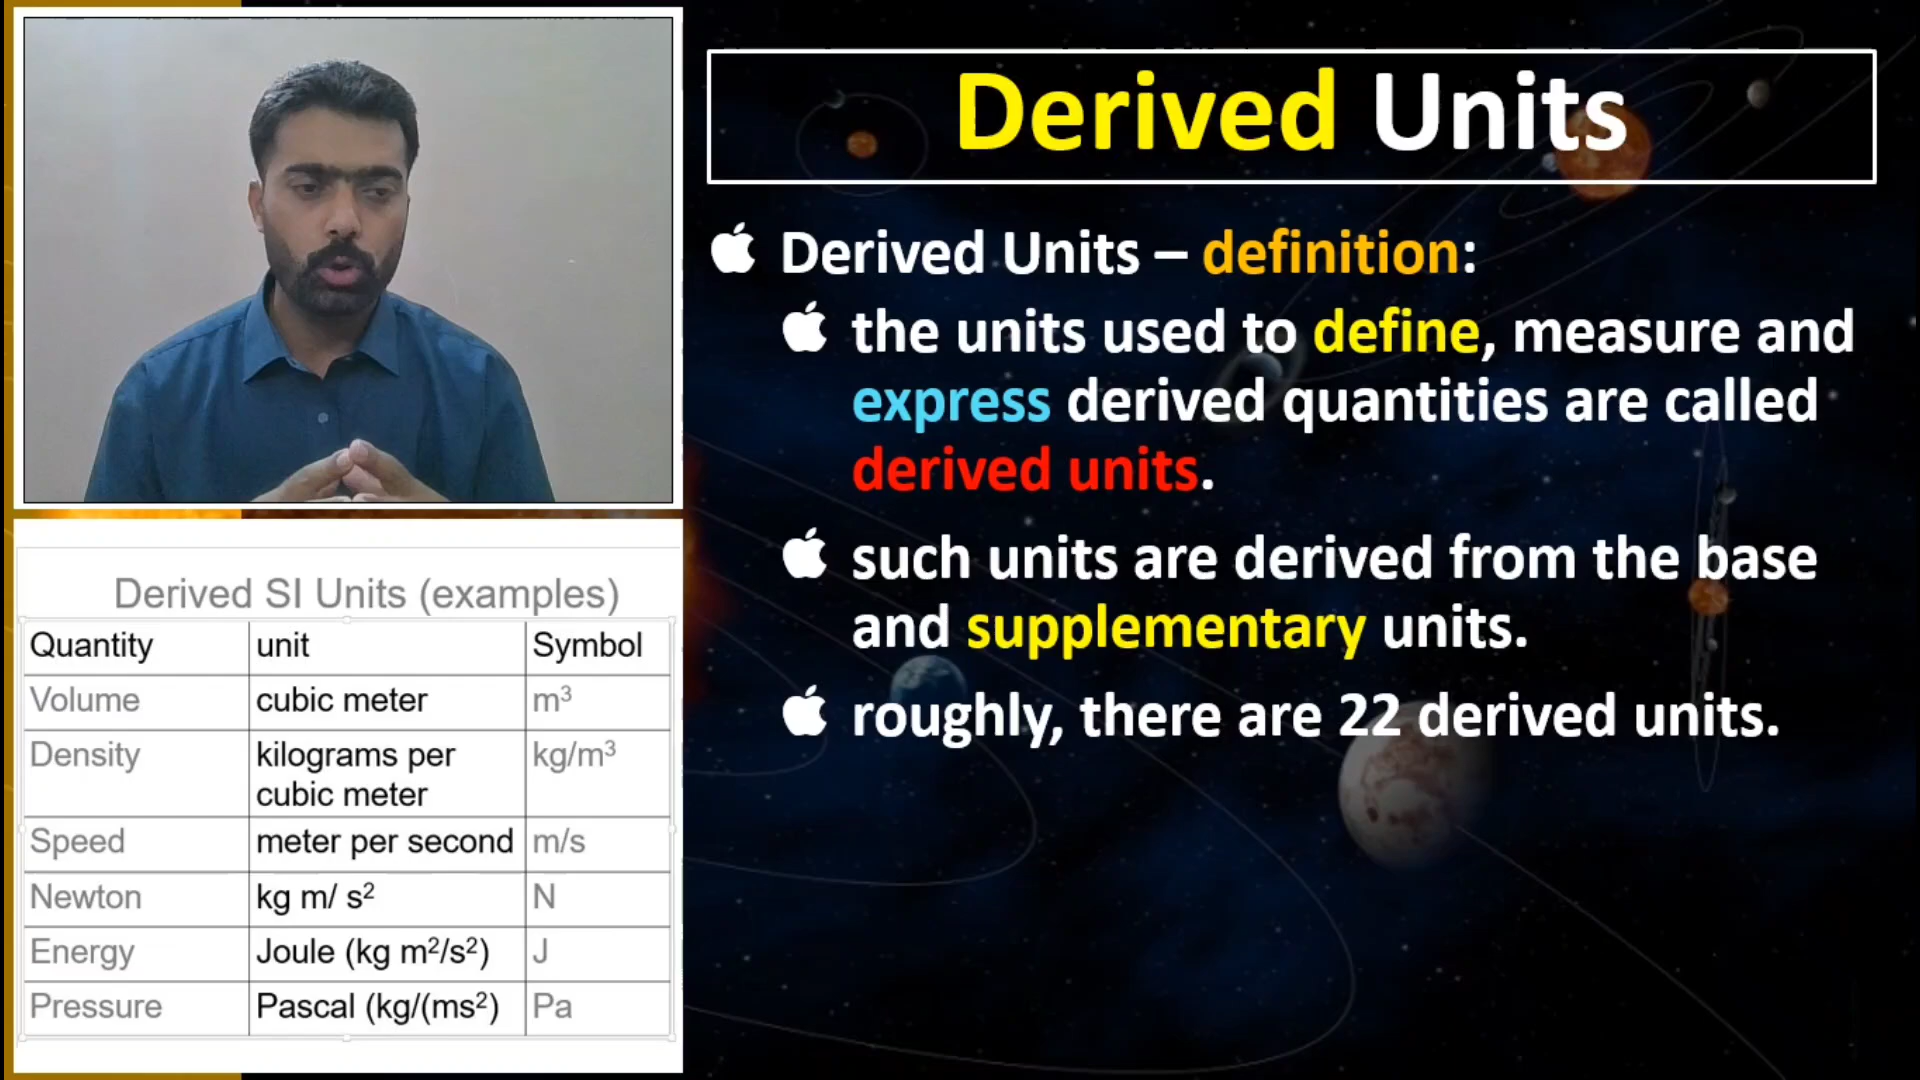 Derived Units
Derived Units – definition:
the units used to define, measure and
express derived quantities are called
derived units.
such units are derived from the base
and supplementary units.
roughly, there are 22 derived units.
Derived SI Units (examples)
Quantity unit Symbol
Volume cubic meter m³
Density kilograms per kg/m³
cubic meter
Speed meter per second m/s
Newton kg m/ s² N
Energy Joule (kg m²/s²) J
Pressure Pascal (kg/(ms²) Pa